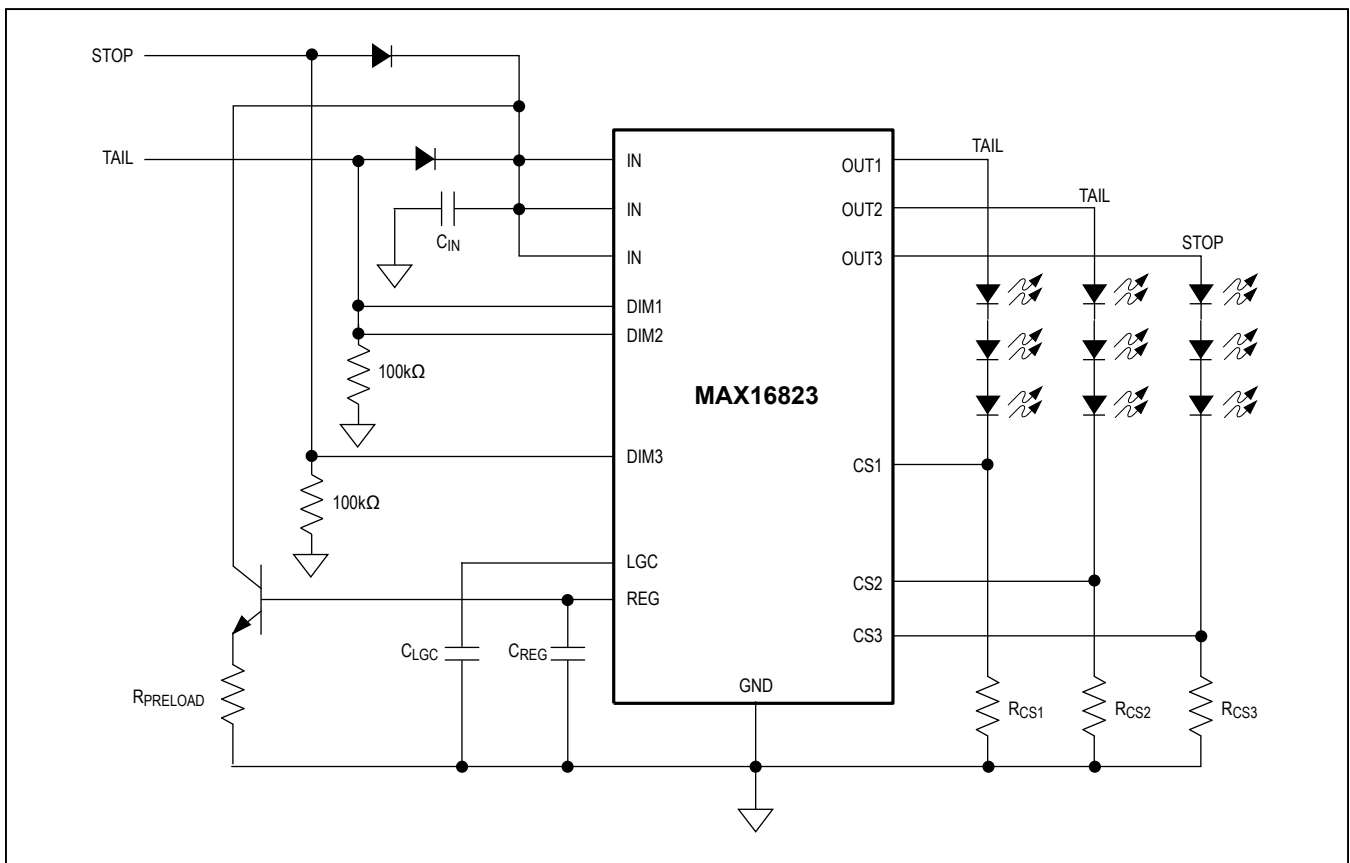 STOP
TAIL
C_IN
100kΩ
100kΩ
R_PRELOAD
C_LGC
C_REG
IN
IN
IN
DIM1
DIM2
DIM3
LGC
REG
MAX16823
GND
OUT1
OUT2
OUT3
CS1
CS2
CS3
TAIL
TAIL
STOP
R_CS1
R_CS2
R_CS3